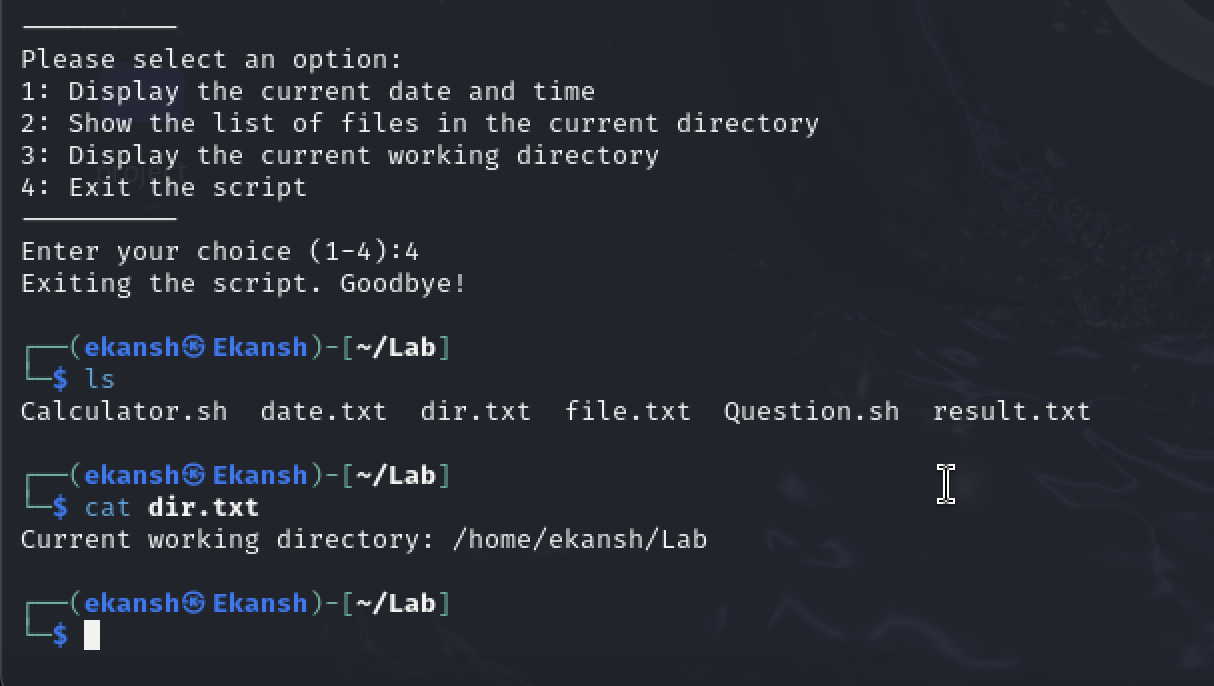 Please select an option:
1: Display the current date and time
2: Show the list of files in the current directory
3: Display the current working directory
4: Exit the script
Enter your choice (1-4):4
Exiting the script. Goodbye!
┌──(ekansh㉿Ekansh)-[~/Lab]
└─$ ls
Calculator.sh date.txt dir.txt file.txt Question.sh result.txt
┌──(ekansh㉿Ekansh)-[~/Lab]
└─$ cat dir.txt
Current working directory: /home/ekansh/Lab
┌──(ekansh㉿Ekansh)-[~/Lab]
└─$